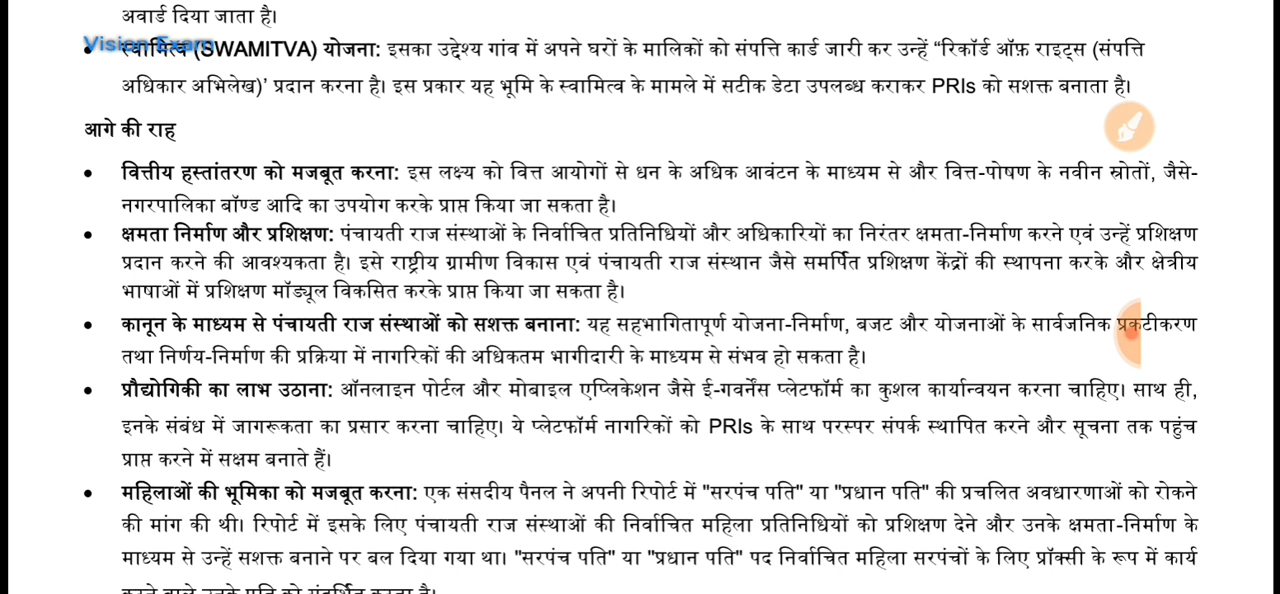 अवार्ड दिया जाता है।
Vision Exam
• स्वामित्व (SWAMITVA) योजना: इसका उद्देश्य गांव में अपने घरों के मालिकों को संपत्ति कार्ड जारी कर उन्हें “रिकॉर्ड ऑफ़ राइट्स (संपत्ति
अधिकार अभिलेख)’ प्रदान करना है। इस प्रकार यह भूमि के स्वामित्व के मामले में सटीक डेटा उपलब्ध कराकर PRIs को सशक्त बनाता है।
आगे की राह
• वित्तीय हस्तांतरण को मजबूत करना: इस लक्ष्य को वित्त आयोगों से धन के अधिक आवंटन के माध्यम से और वित्त-पोषण के नवीन स्रोतों, जैसे-
नगरपालिका बॉण्ड आदि का उपयोग करके प्राप्त किया जा सकता है।
• क्षमता निर्माण और प्रशिक्षण: पंचायती राज संस्थाओं के निर्वाचित प्रतिनिधियों और अधिकारियों का निरंतर क्षमता-निर्माण करने एवं उन्हें प्रशिक्षण
प्रदान करने की आवश्यकता है। इसे राष्ट्रीय ग्रामीण विकास एवं पंचायती राज संस्थान जैसे समर्पित प्रशिक्षण केंद्रों की स्थापना करके और क्षेत्रीय
भाषाओं में प्रशिक्षण मॉड्यूल विकसित करके प्राप्त किया जा सकता है।
• कानून के माध्यम से पंचायती राज संस्थाओं को सशक्त बनाना: यह सहभागितापूर्ण योजना-निर्माण, बजट और योजनाओं के सार्वजनिक प्रकटीकरण
तथा निर्णय-निर्माण की प्रक्रिया में नागरिकों की अधिकतम भागीदारी के माध्यम से संभव हो सकता है।
• प्रौद्योगिकी का लाभ उठाना: ऑनलाइन पोर्टल और मोबाइल एप्लिकेशन जैसे ई-गवर्नेंस प्लेटफॉर्म का कुशल कार्यान्वयन करना चाहिए। साथ ही,
इनके संबंध में जागरूकता का प्रसार करना चाहिए। ये प्लेटफॉर्म नागरिकों को PRIs के साथ परस्पर संपर्क स्थापित करने और सूचना तक पहुंच
प्राप्त करने में सक्षम बनाते हैं।
• महिलाओं की भूमिका को मजबूत करना: एक संसदीय पैनल ने अपनी रिपोर्ट में "सरपंच पति" या "प्रधान पति" की प्रचलित अवधारणाओं को रोकने
की मांग की थी। रिपोर्ट में इसके लिए पंचायती राज संस्थाओं की निर्वाचित महिला प्रतिनिधियों को प्रशिक्षण देने और उनके क्षमता-निर्माण के
माध्यम से उन्हें सशक्त बनाने पर बल दिया गया था। "सरपंच पति" या "प्रधान पति" पद निर्वाचित महिला सरपंचों के लिए प्रॉक्सी के रूप में कार्य
करने वाले उनके पति को संदर्भित करता है।